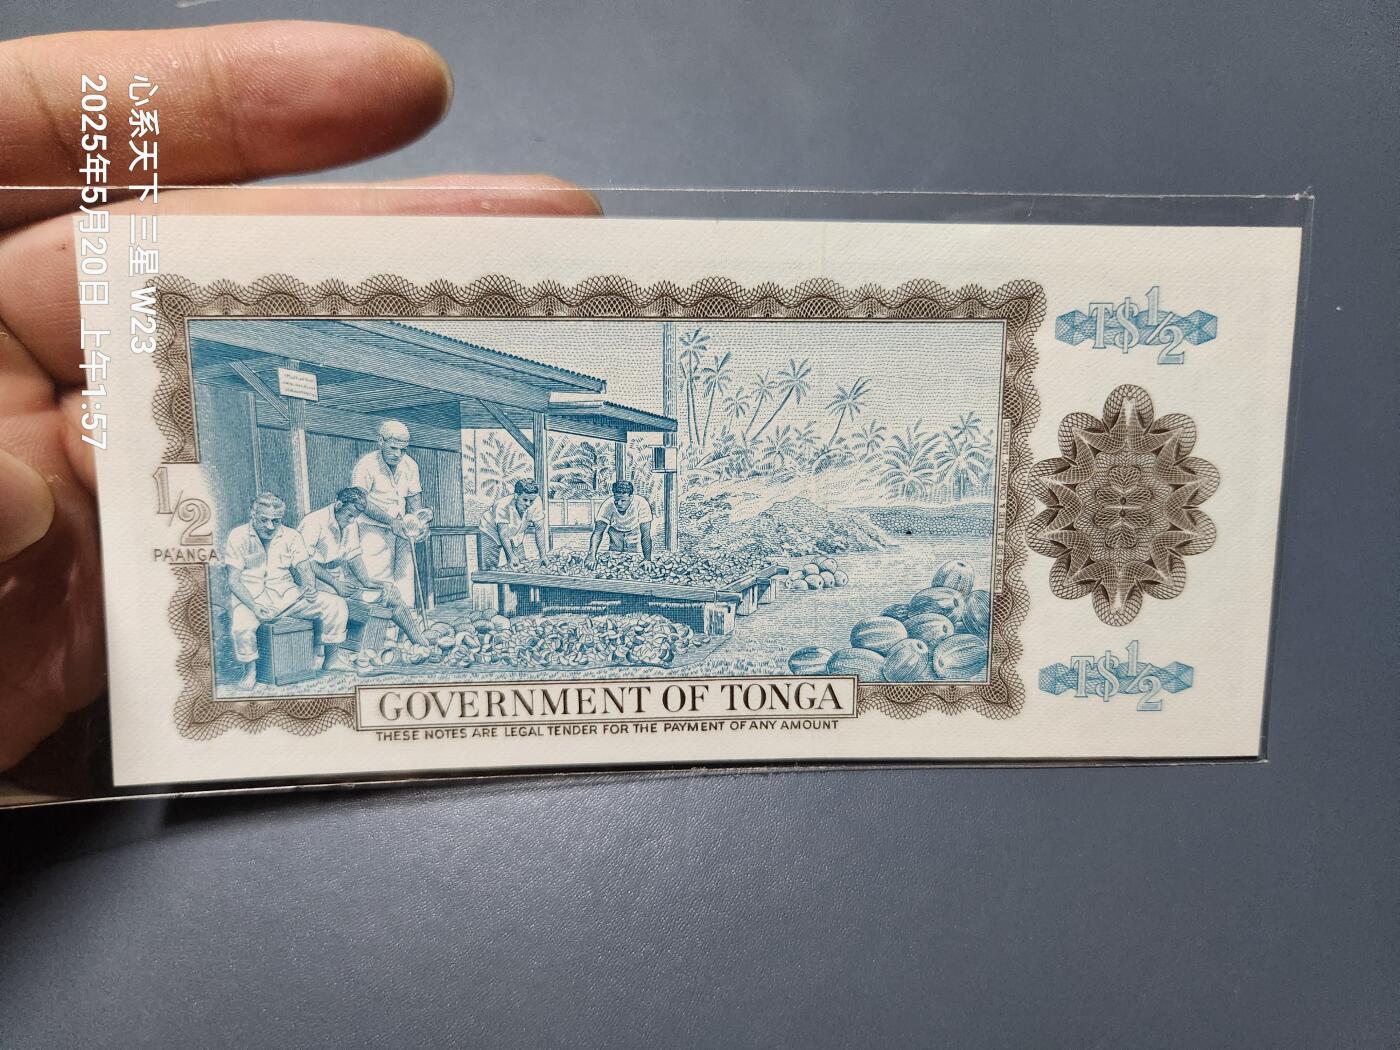 心系天下 三星 W23
2025年5月20日 上午1:57
T$½
½
PA'ANGA
T$½
GOVERNMENT OF TONGA
THESE NOTES ARE LEGAL TENDER FOR THE PAYMENT OF ANY AMOUNT